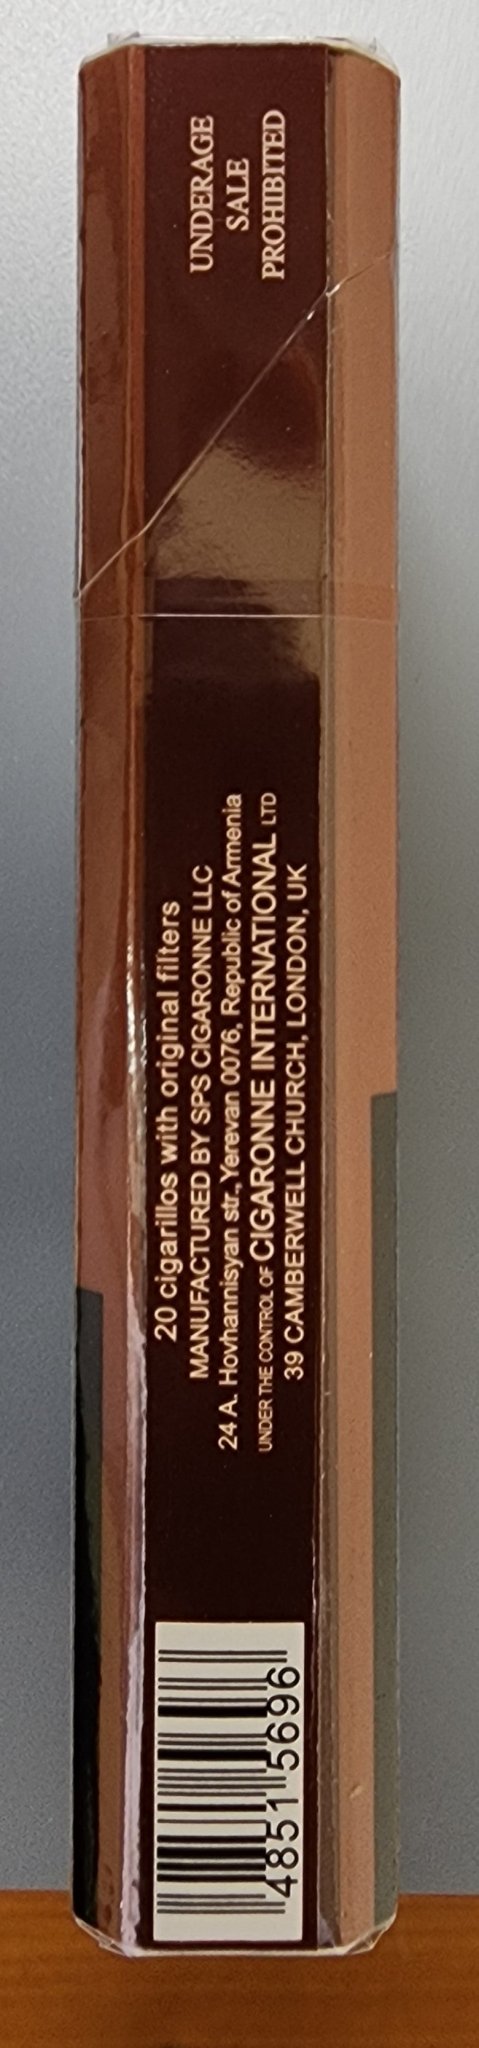 UNDERAGE
SALE
PROHIBITED
20 cigarillos with original filters
MANUFACTURED BY SPS CIGARONNE LLC
24 A. Hovhannisyan str., Yerevan 0076, Republic of Armenia
UNDER THE CONTROL OF CIGARONNE INTERNATIONAL LTD
39 CAMBERWELL CHURCH, LONDON, UK
4851 5696